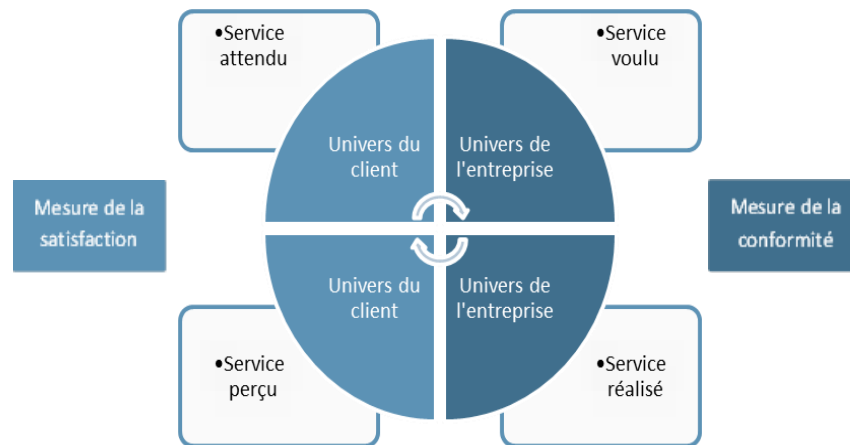 •Service
attendu
•Service
voulu
Univers du
client
Univers de
l'entreprise
Mesure de la
satisfaction
Mesure de la
conformité
Univers du
client
Univers de
l'entreprise
•Service
perçu
•Service
réalisé